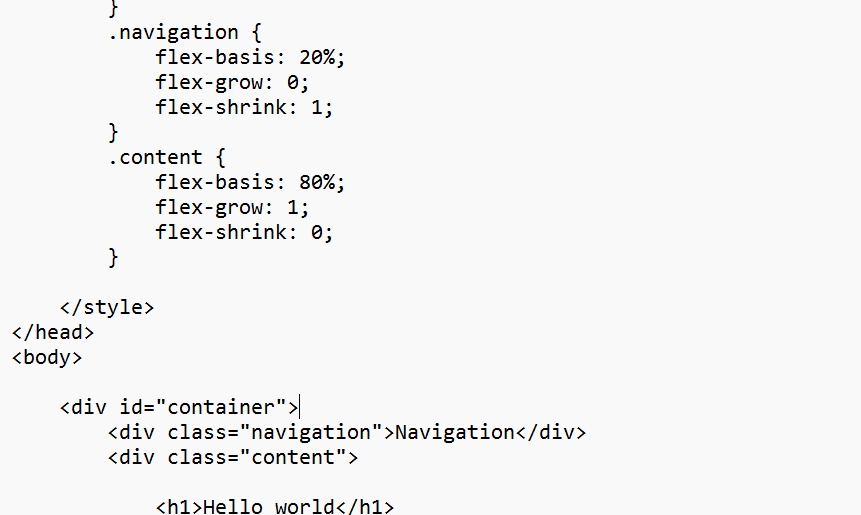 }
        .navigation {
            flex-basis: 20%;
            flex-grow: 0;
            flex-shrink: 1;
        }
        .content {
            flex-basis: 80%;
            flex-grow: 1;
            flex-shrink: 0;
        }

    </style>
</head>
<body>

    <div id="container">
        <div class="navigation">Navigation</div>
        <div class="content">

            <h1>Hello world</h1>